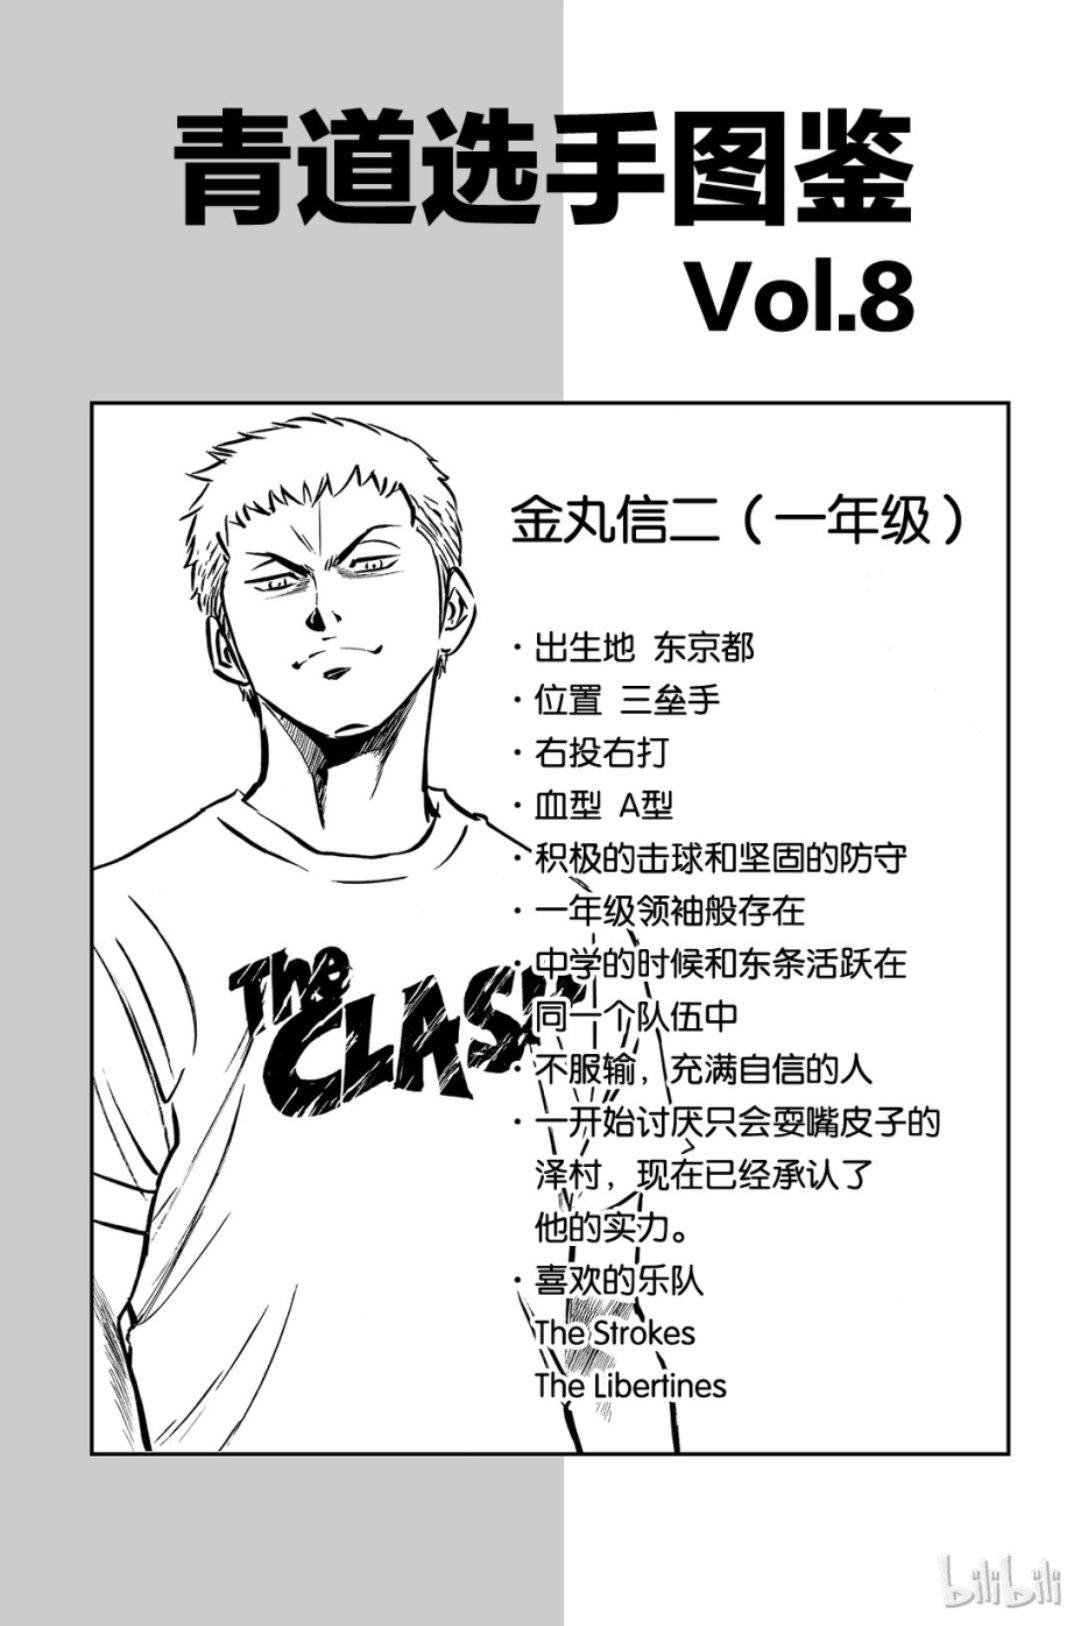 青道选手图鉴
Vol.8
金丸信二（一年级）
·出生地 东京都
·位置 三垒手
·右投右打
·血型 A型
·积极的击球和坚固的防守
·一年级领袖般存在
·中学的时候和东条活跃在
同一个队伍中
·不服输，充满自信的人
·一开始讨厌只会耍嘴皮子的
泽村，现在已经承认了
他的实力。
·喜欢的乐队
The Strokes
The Libertines
The
CLASH
bilibili